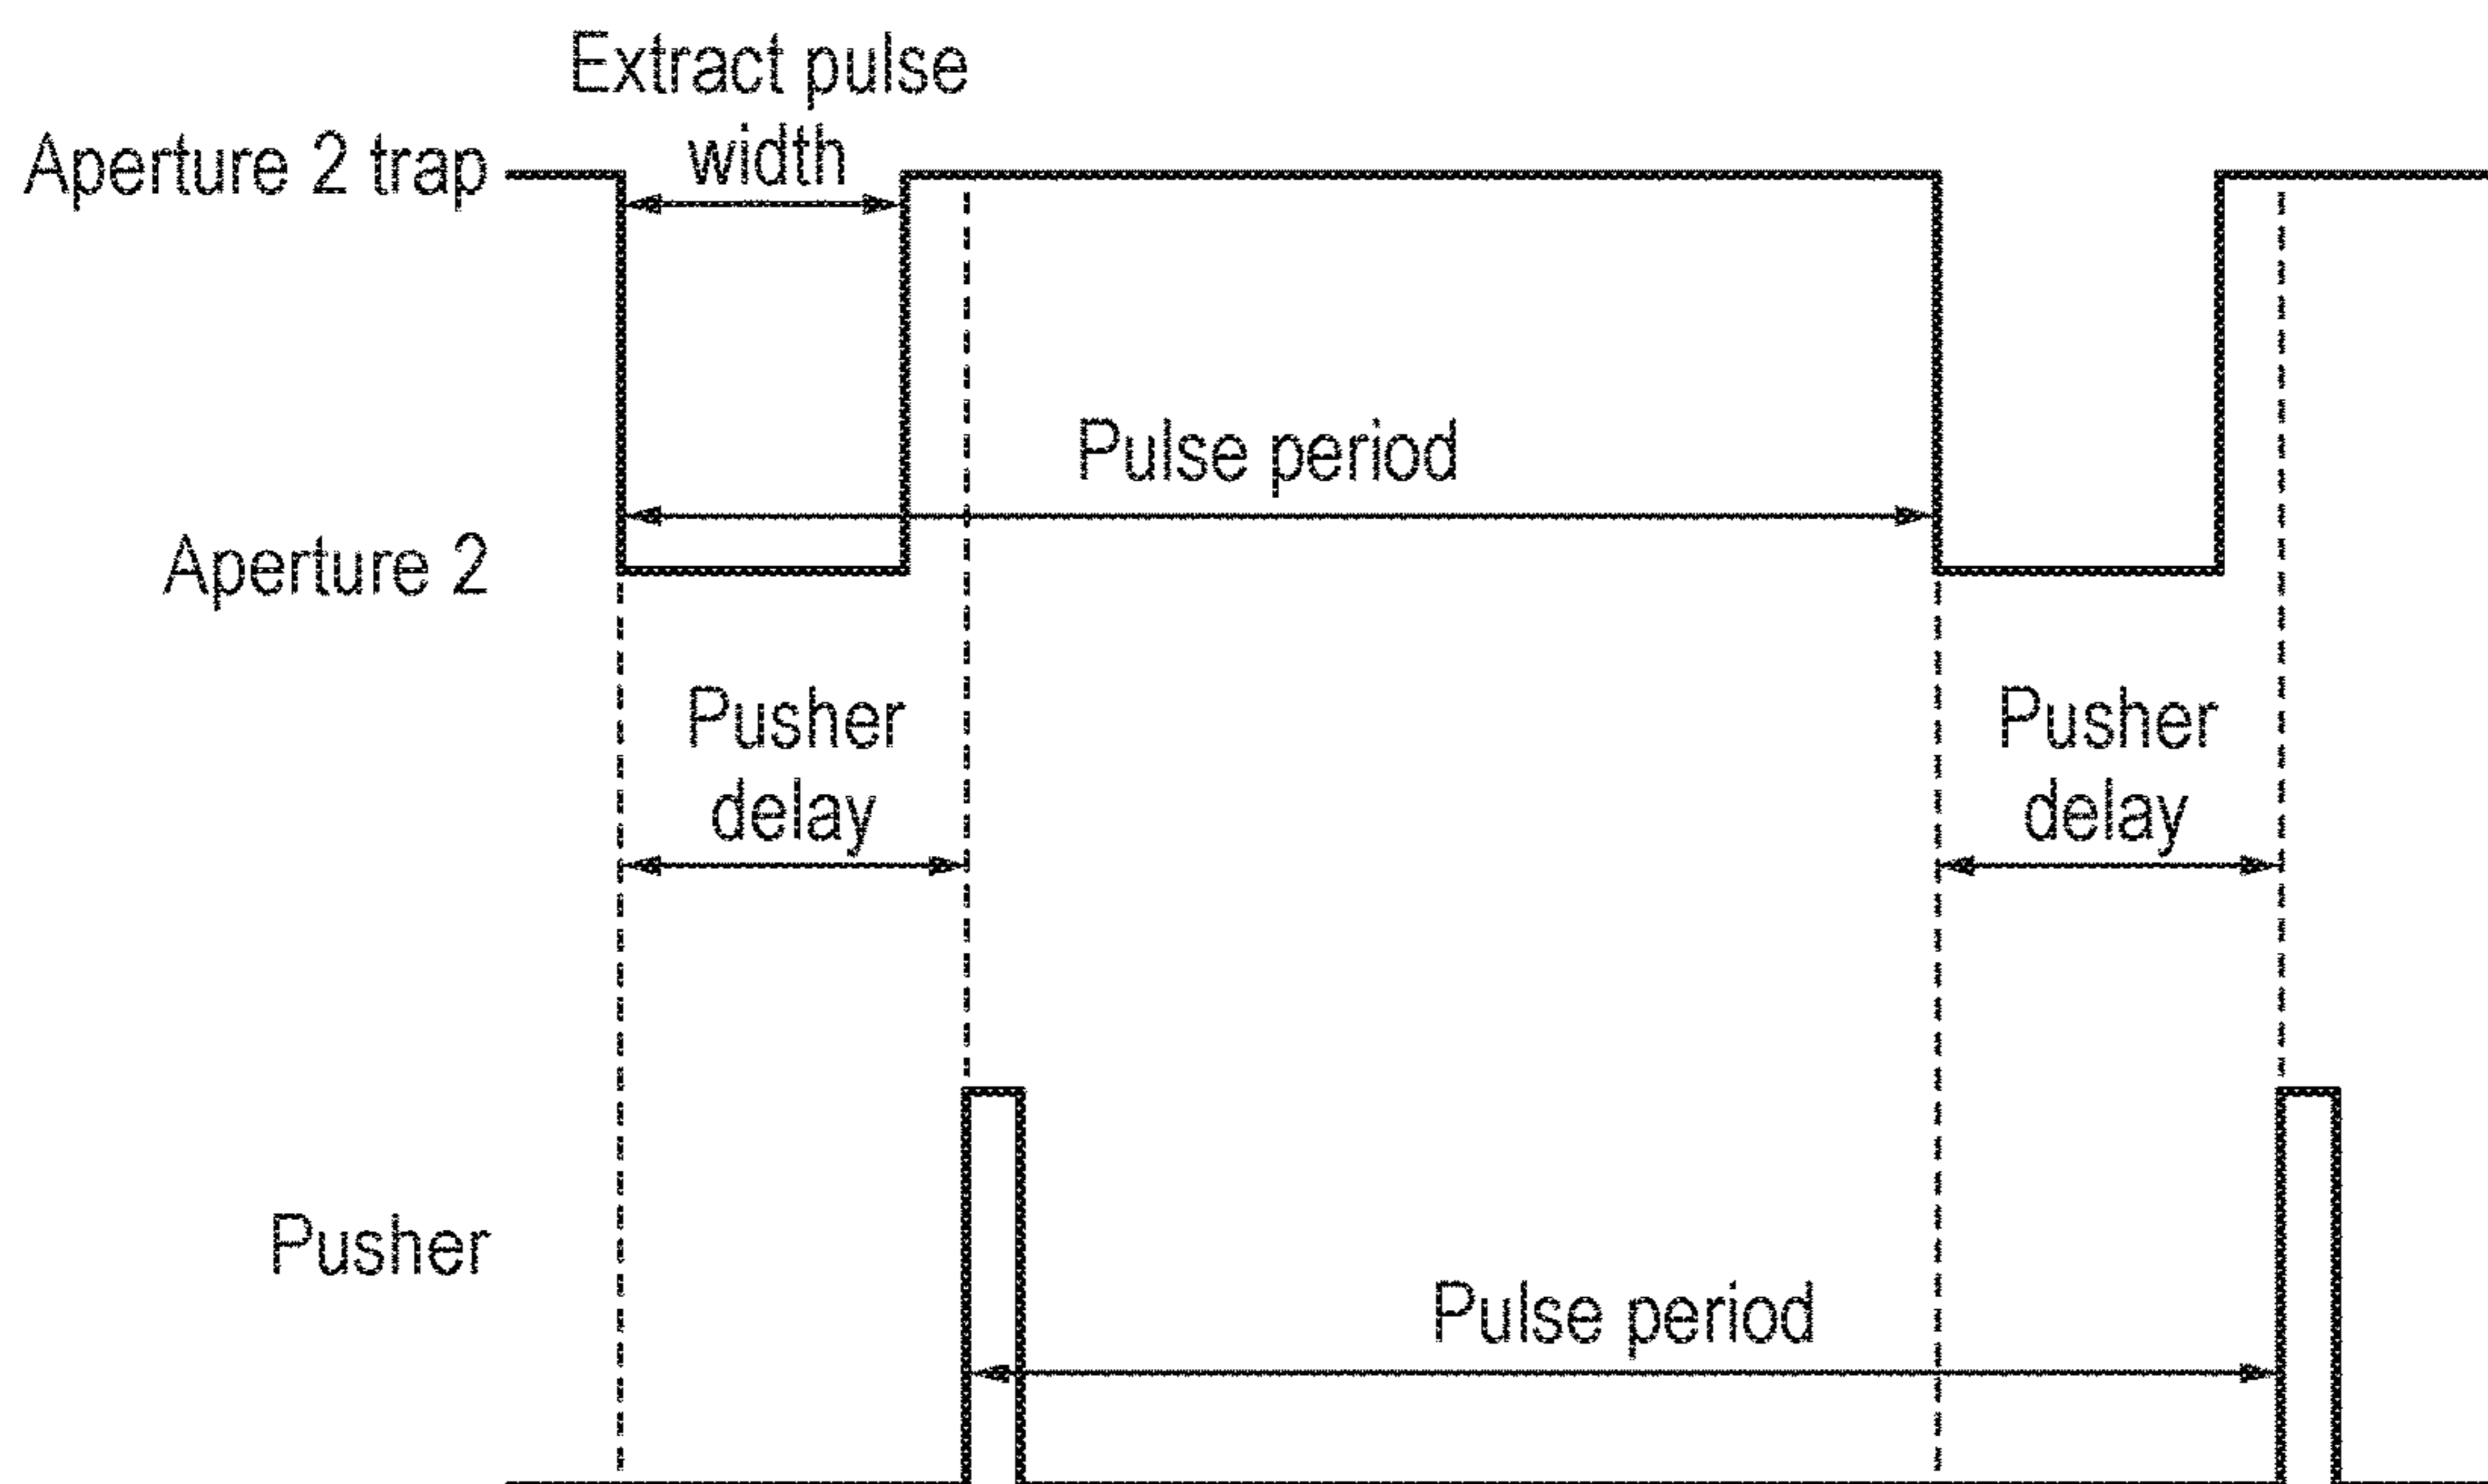 Extract pulse
width
Aperture 2 trap
Pulse period
Aperture 2
Pusher
delay
Pusher
delay
Pusher
Pulse period